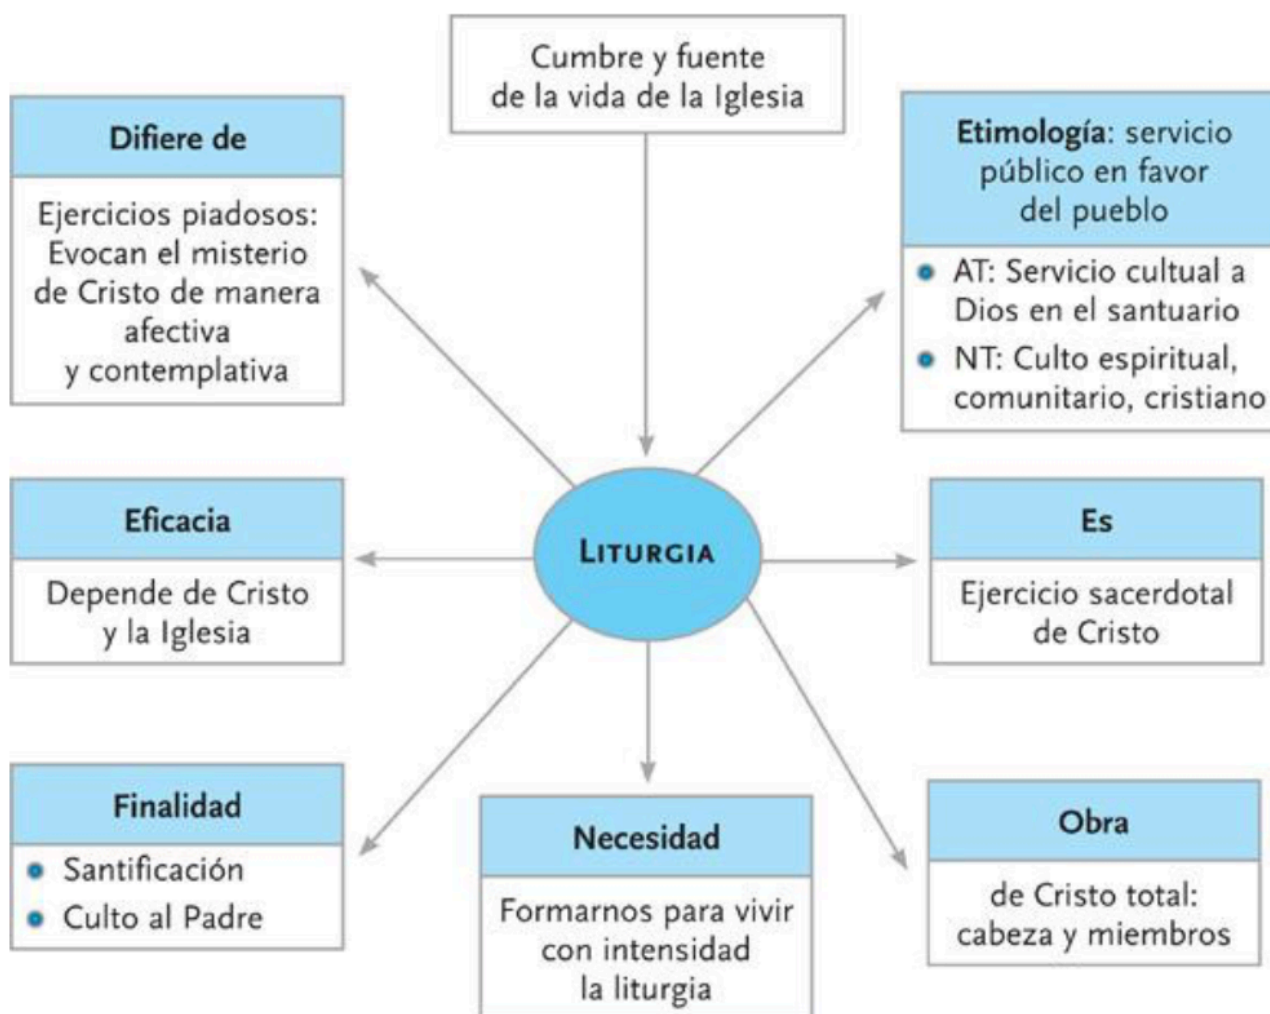 Cumbre y fuente
de la vida de la Iglesia
Difiere de
Ejercicios piadosos:
Evocan el misterio
de Cristo de manera
afectiva
y contemplativa
Etimología: servicio
público en favor
del pueblo
AT: Servicio cultual a
Dios en el santuario
NT: Culto espiritual,
comunitario, cristiano
Eficacia
Depende de Cristo
y la Iglesia
LITURGIA
Es
Ejercicio sacerdotal
de Cristo
Finalidad
Santificación
Culto al Padre
Necesidad
Formarnos para vivir
con intensidad
la liturgia
Obra
de Cristo total:
cabeza y miembros